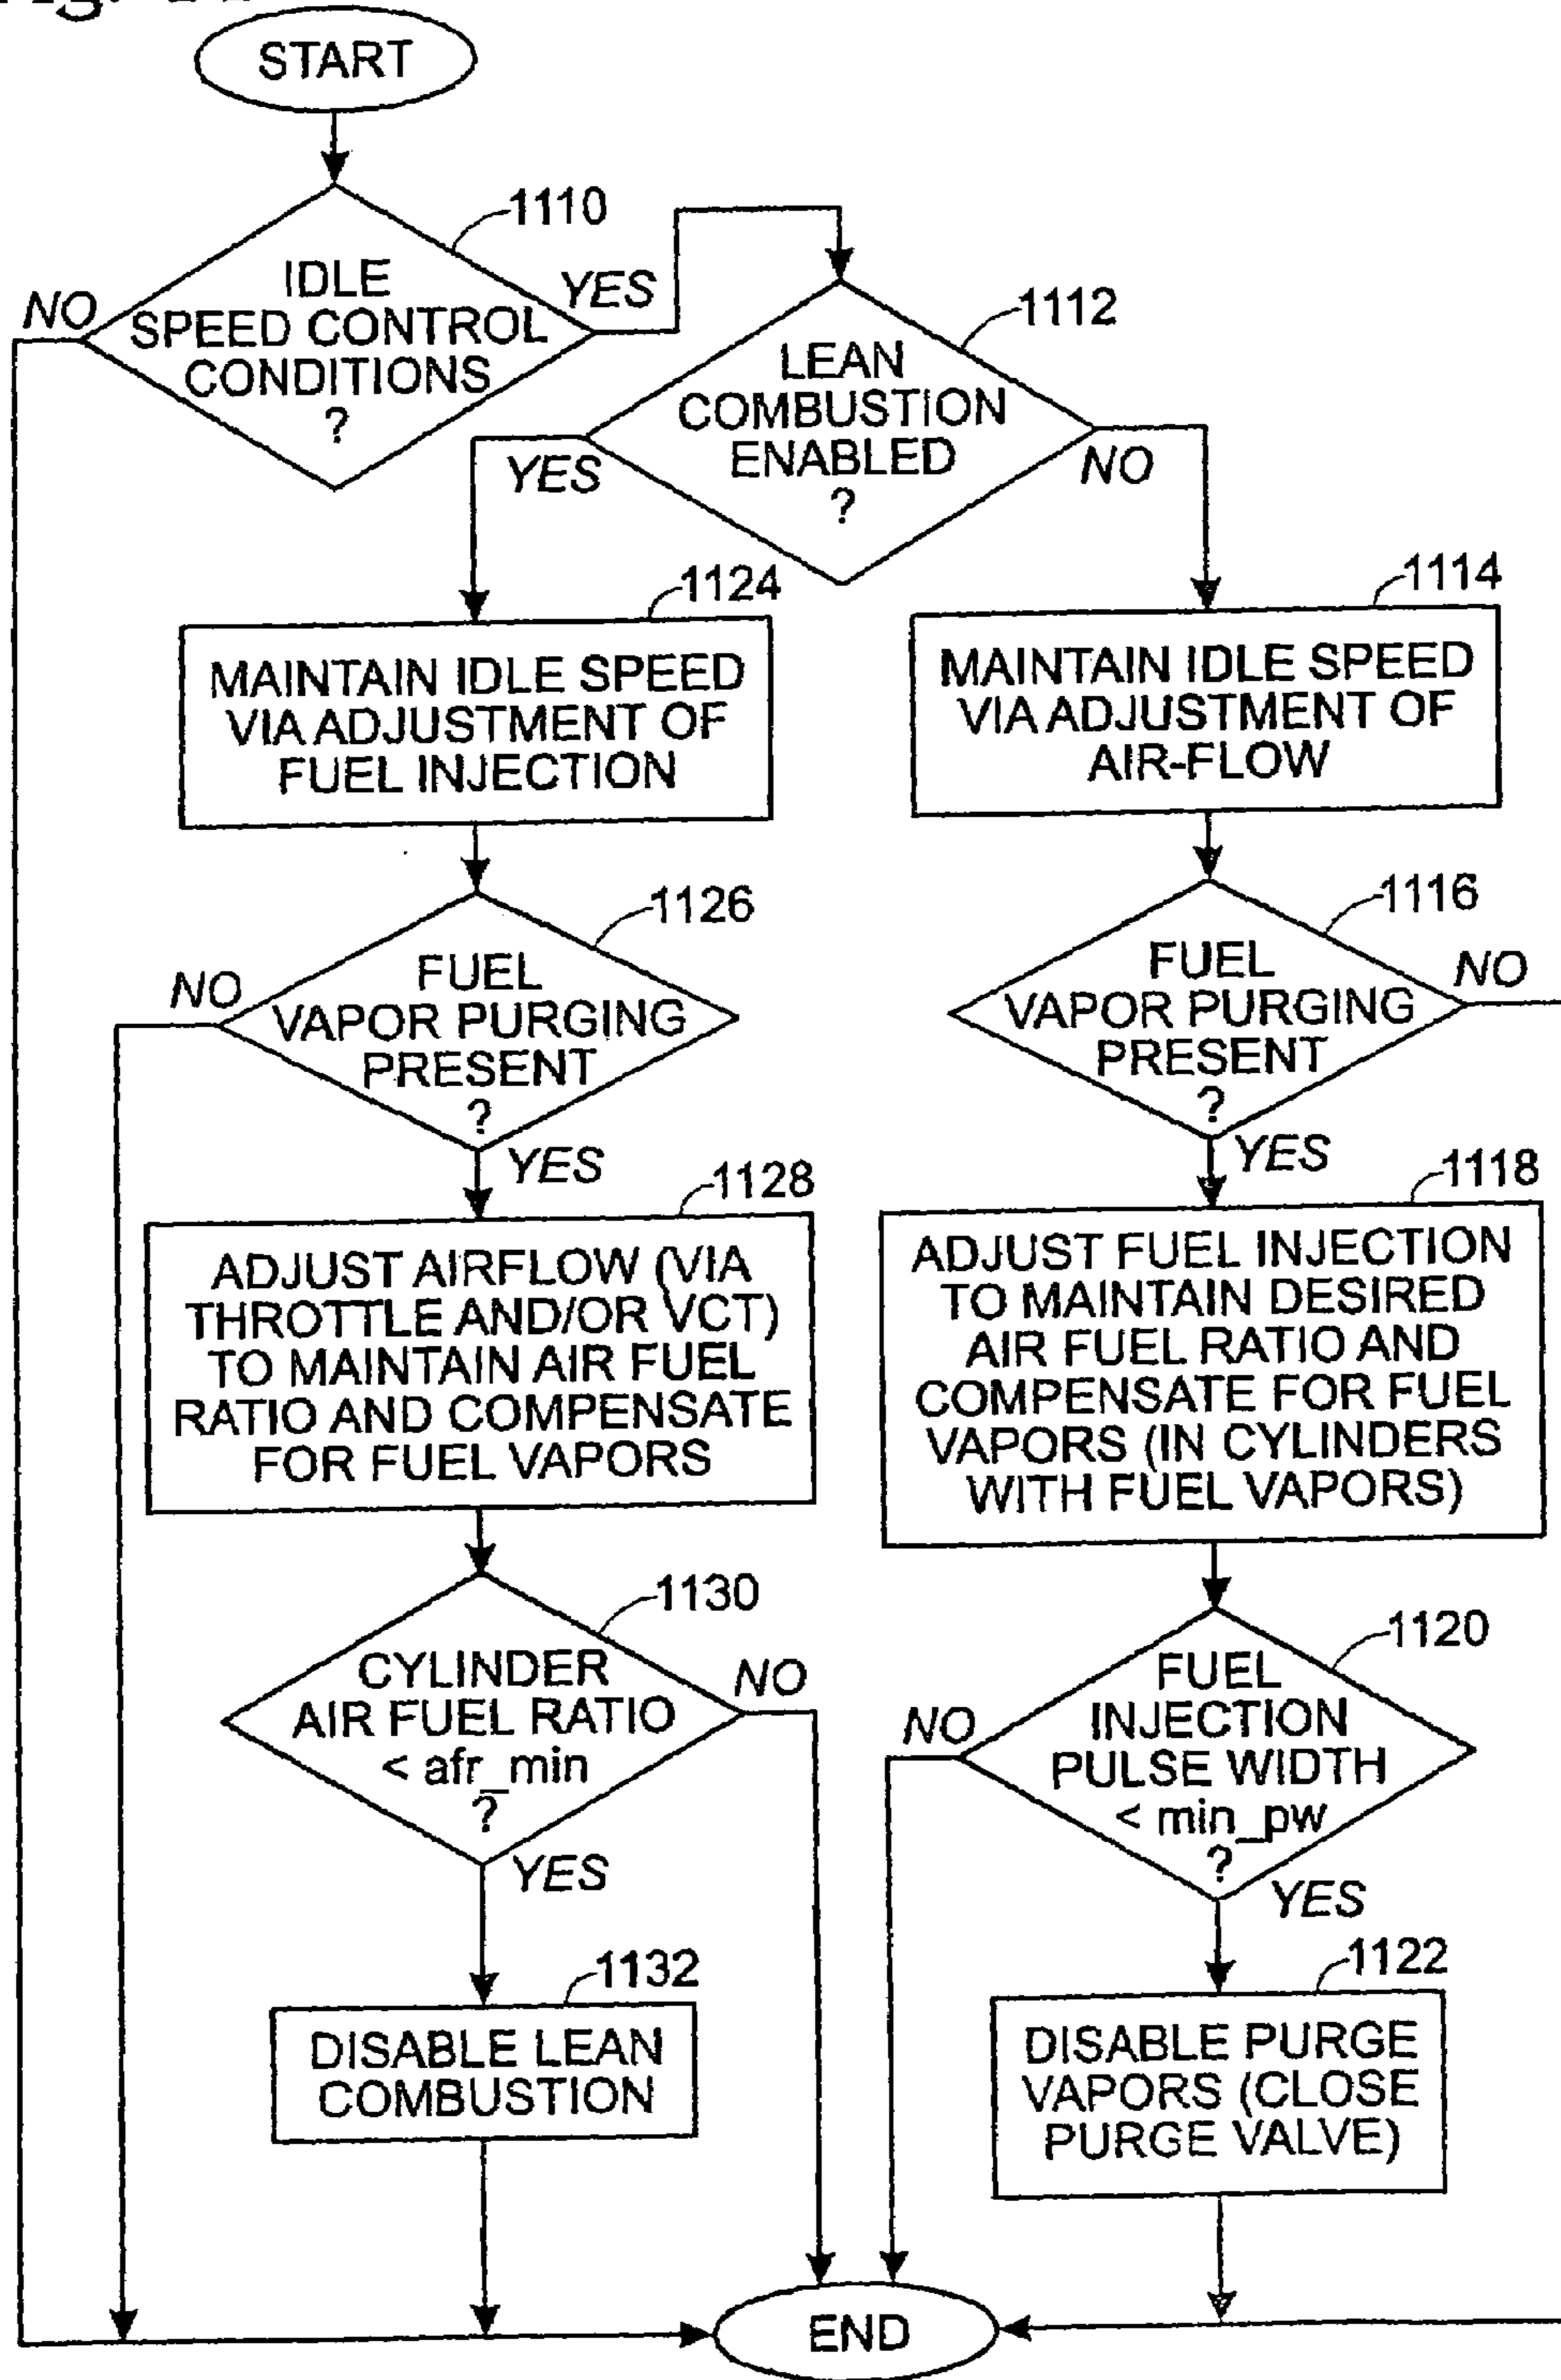 START
1110
IDLE
SPEED CONTROL
CONDITIONS
?
NO
YES
1112
LEAN
COMBUSTION
ENABLED
?
YES
NO
1124
MAINTAIN IDLE SPEED
VIA ADJUSTMENT OF
FUEL INJECTION
1114
MAINTAIN IDLE SPEED
VIA ADJUSTMENT OF
AIR-FLOW
1126
FUEL
VAPOR PURGING
PRESENT
?
NO
YES
1116
FUEL
VAPOR PURGING
PRESENT
?
NO
YES
1128
ADJUST AIRFLOW (VIA
THROTTLE AND/OR VCT)
TO MAINTAIN AIR FUEL
RATIO AND COMPENSATE
FOR FUEL VAPORS
1118
ADJUST FUEL INJECTION
TO MAINTAIN DESIRED
AIR FUEL RATIO AND
COMPENSATE FOR FUEL
VAPORS (IN CYLINDERS
WITH FUEL VAPORS)
1130
CYLINDER
AIR FUEL RATIO
< afr_min
?
NO
YES
1120
FUEL
INJECTION
PULSE WIDTH
< min_pw
?
NO
YES
1132
DISABLE LEAN
COMBUSTION
1122
DISABLE PURGE
VAPORS (CLOSE
PURGE VALVE)
END